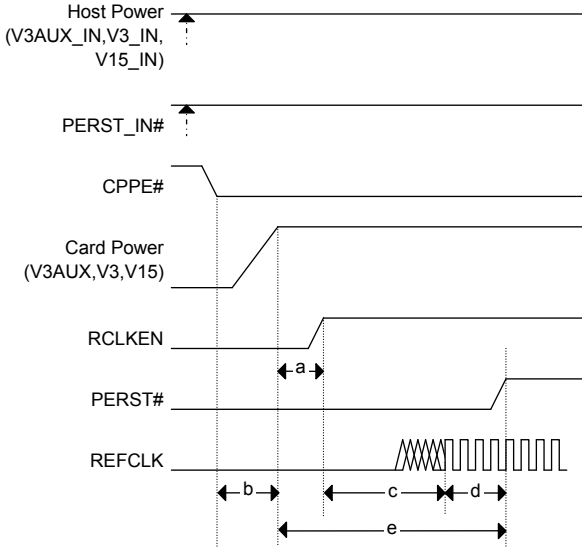 Host Power
(V3AUX_IN,V3_IN,
V15_IN)
PERST_IN#
CPPE#
Card Power
(V3AUX,V3,V15)
RCLKEN
a
PERST#
REFCLK
b
c
d
e